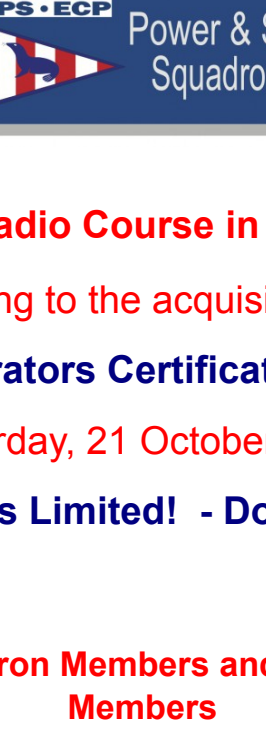 PS • ECP
Power & S
Squadro
adio Course in
ng to the acquisi
rators Certificat
rday, 21 October
s Limited! - Do
ron Members and
Members